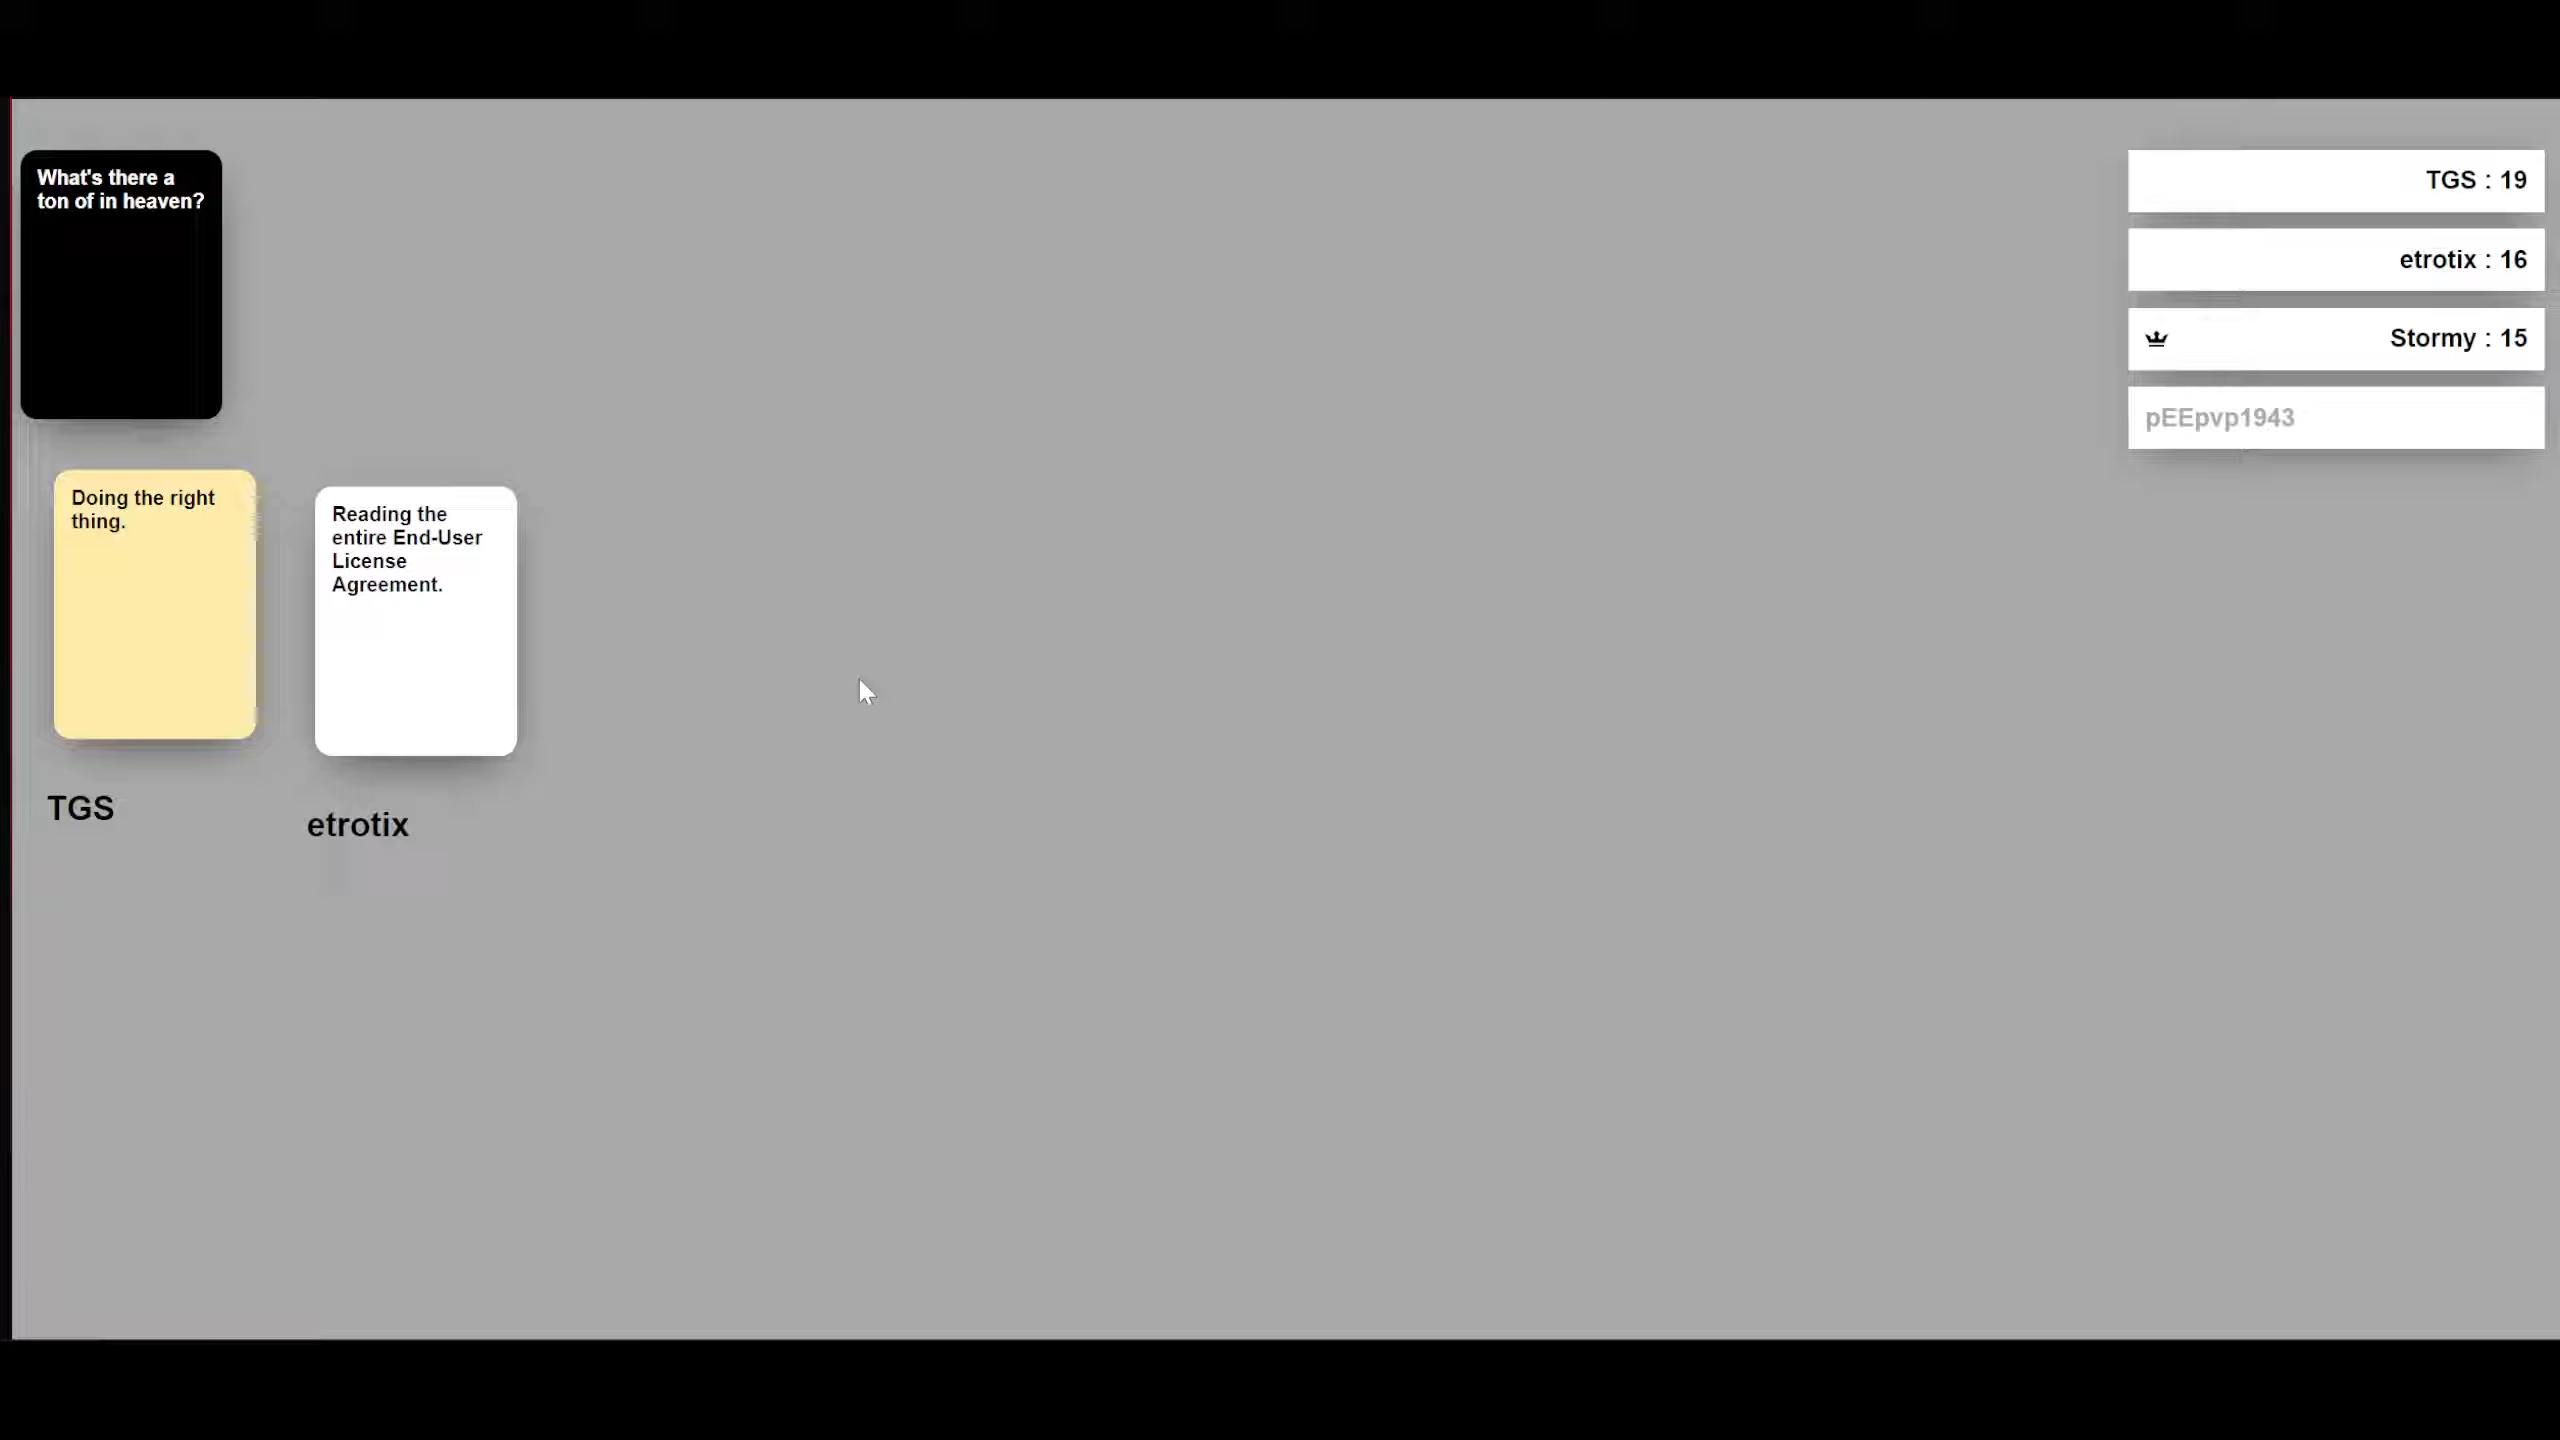 What's there a
ton of in heaven?
TGS : 19
etrotix : 16
Stormy : 15
pEEpvp1943
Doing the right
thing.
TGS
Reading the
entire End-User
License
Agreement.
etrotix